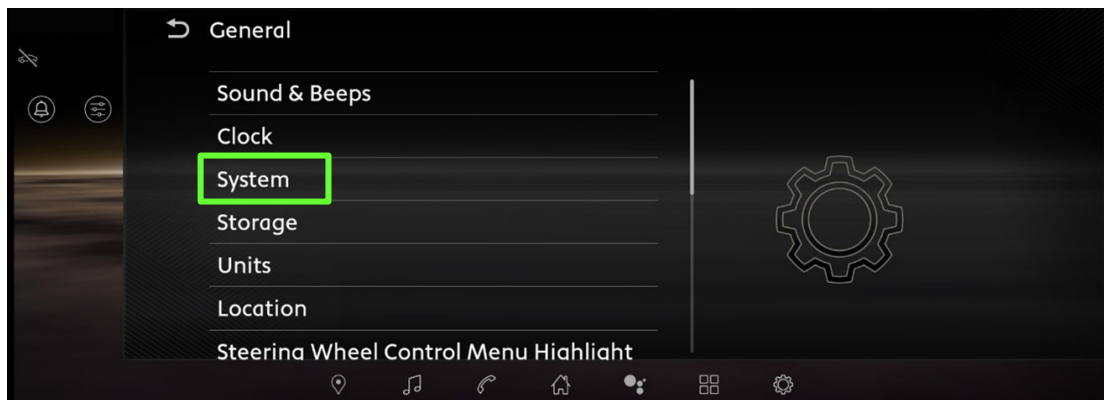 General
Sound & Beeps
Clock
System
Storage
Units
Location
Steering Wheel Control Menu Highlight